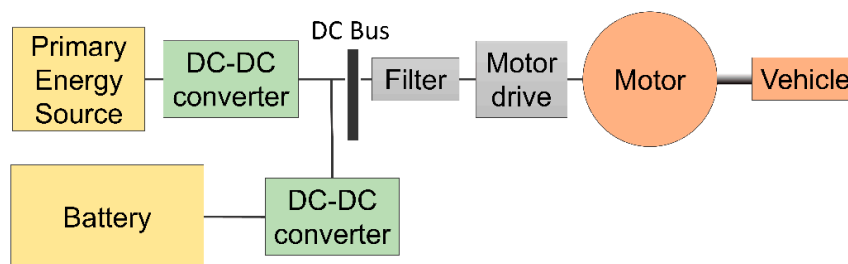 Primary
Energy
Source
DC-DC
converter
DC Bus
Filter
Motor
drive
Motor
Vehicle
Battery
DC-DC
converter